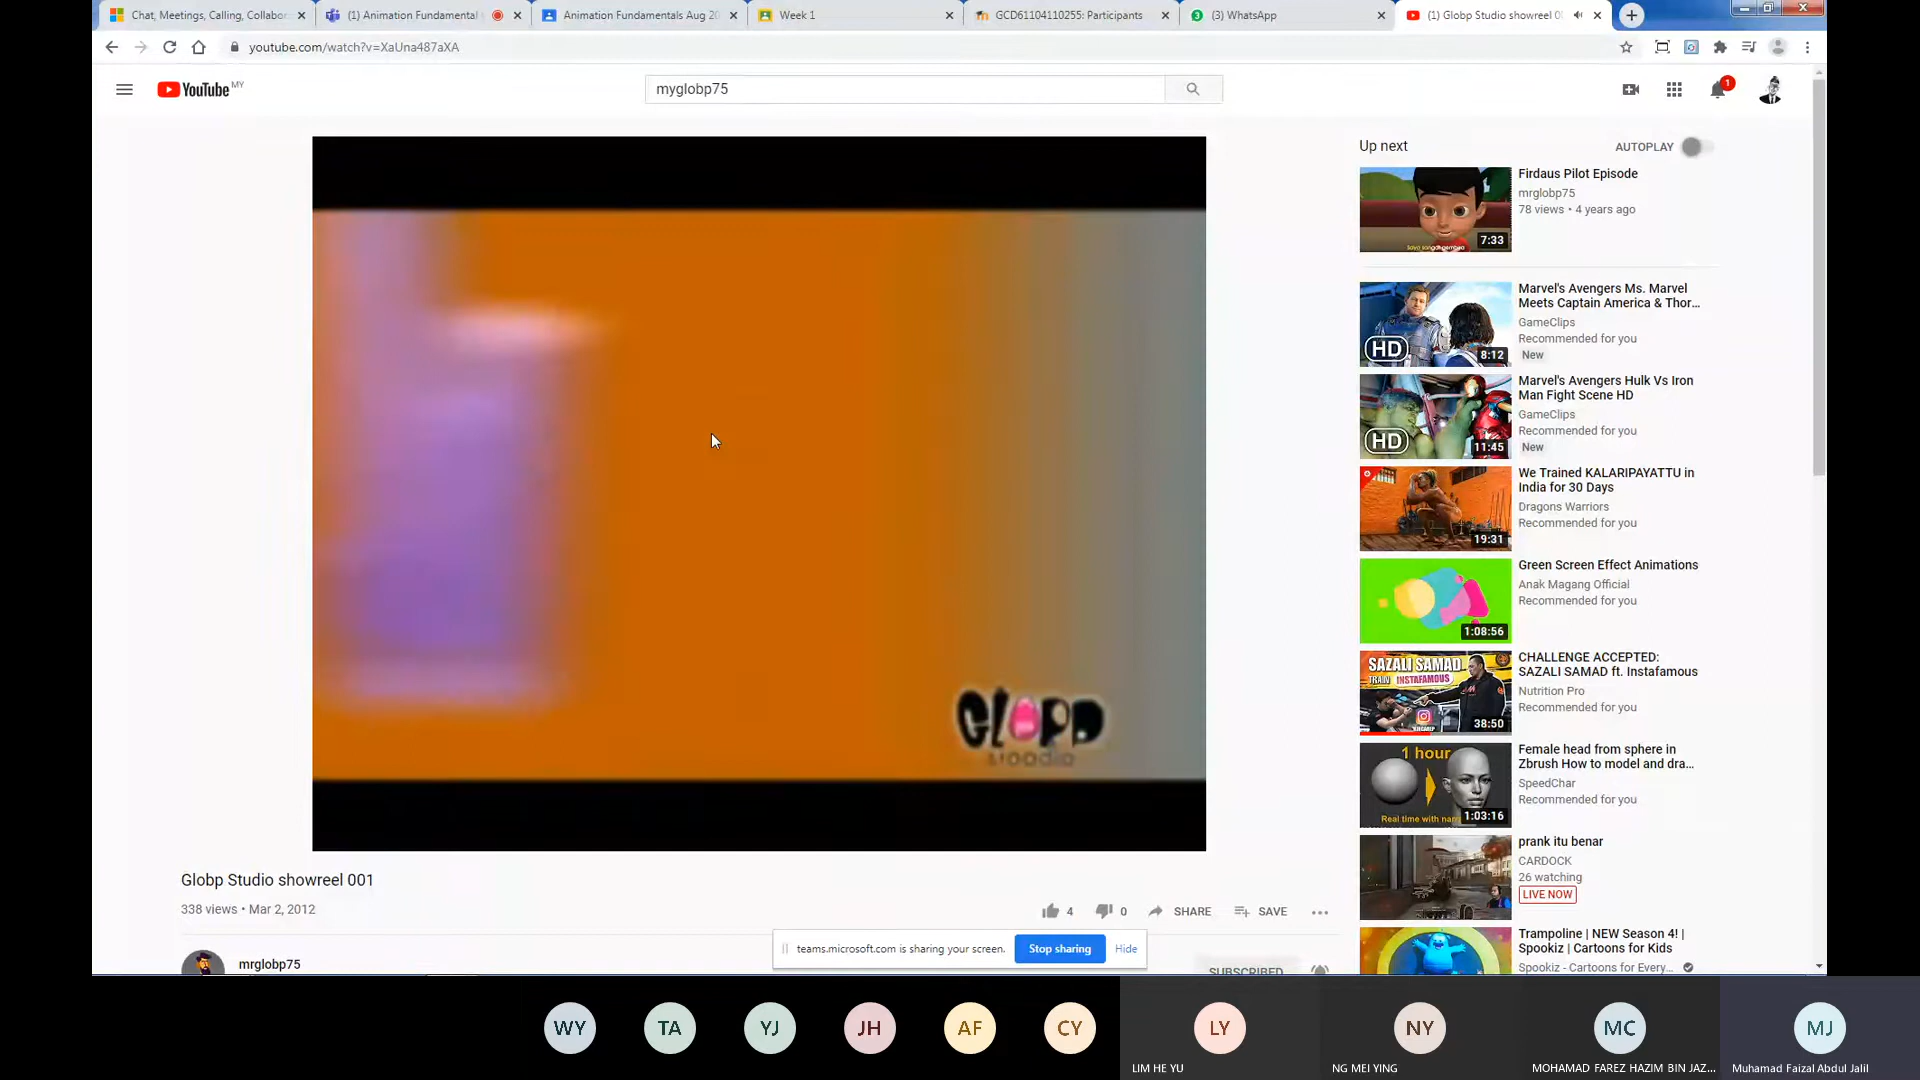 Chat, Meetings, Calling, Collabor
(1) Animation Fundamental
Animation Fundamentals Aug 20
Week 1
GCD61104110255: Participants
(3) WhatsApp
(1) Globp Studio showreel 00
youtube.com/watch?v=XaUna487aXA
YouTube MY
myglobp75
1
Up next
AUTOPLAY
Firdaus Pilot Episode
mrglobp75
78 views • 4 years ago
7:33
Marvel's Avengers Ms. Marvel
Meets Captain America & Thor...
GameClips
Recommended for you
New
HD
8:12
Marvel's Avengers Hulk Vs Iron
Man Fight Scene HD
GameClips
Recommended for you
New
HD
11:45
We Trained KALARIPAYATTU in
India for 30 Days
Dragons Warriors
Recommended for you
19:31
Green Screen Effect Animations
Anak Magang Official
Recommended for you
1:08:56
CHALLENGE ACCEPTED:
SAZALI SAMAD ft. Instafamous
Nutrition Pro
Recommended for you
SAZALI SAMAD
TRAIN INSTAFAMOUS
38:50
Female head from sphere in
Zbrush How to model and dra...
SpeedChar
Recommended for you
1 hour
Real time with narr
1:03:16
prank itu benar
CARDOCK
26 watching
LIVE NOW
Trampoline | NEW Season 4! |
Spookiz | Cartoons for Kids
Spookiz - Cartoons for Every...
GLOPD
Globp Studio showreel 001
338 views • Mar 2, 2012
4
0
SHARE
SAVE
mrglobp75
SUBSCRIBED
teams.microsoft.com is sharing your screen.
Stop sharing
Hide
WY
TA
YJ
JH
AF
CY
LY
NY
MC
MJ
LIM HE YU
NG MEI YING
MOHAMAD FAREZ HAZIM BIN JAZ...
Muhamad Faizal Abdul Jalil